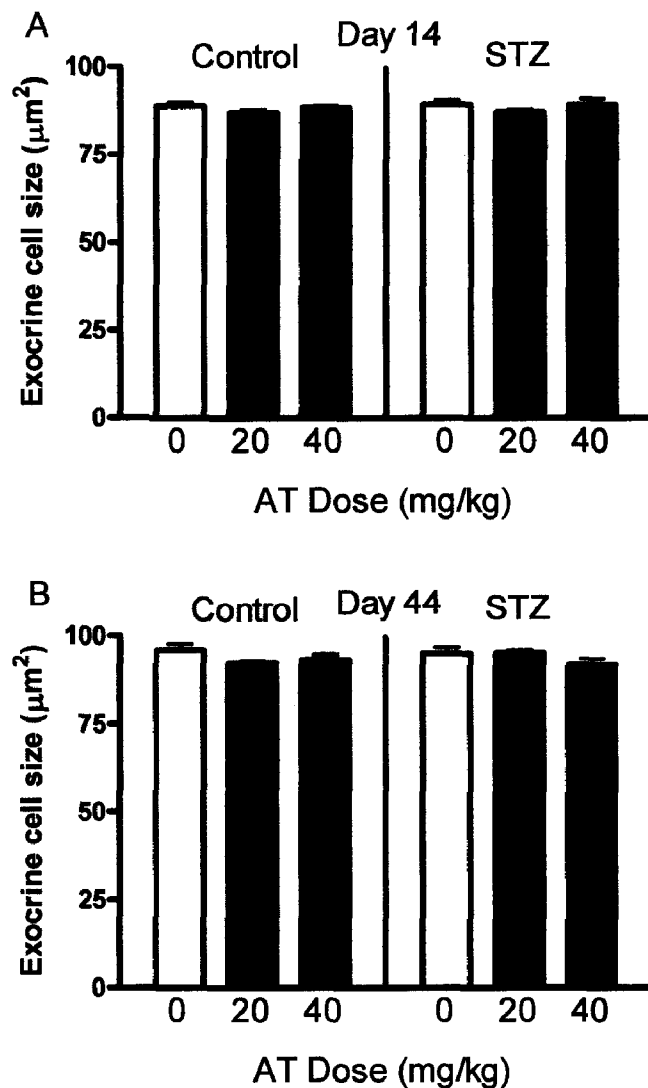 A
Day 14
Control
STZ
Exocrine cell size (μm²)
100
75
50
25
0
0 20 40 0 20 40
AT Dose (mg/kg)
B
Control Day 44 STZ
Exocrine cell size (μm²)
100
75
50
25
0
0 20 40 0 20 40
AT Dose (mg/kg)